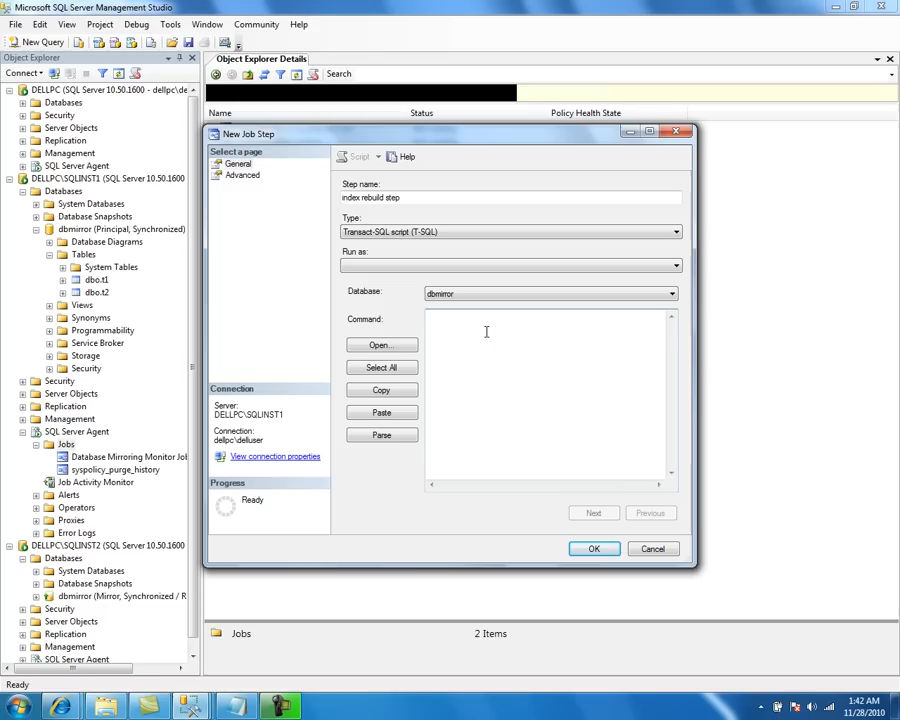 Microsoft SQL Server Management Studio
File Edit View Project Debug Tools Window Community Help
New Query
Object Explorer
Connect
DELLPC (SQL Server 10.50.1600 - dellpc\de
Databases
Security
Server Objects
Replication
Management
SQL Server Agent
DELLPC\SQLINST1 (SQL Server 10.50.1600
Databases
System Databases
Database Snapshots
dbmirror (Principal, Synchronized)
Database Diagrams
Tables
System Tables
dbo.t1
dbo.t2
Views
Synonyms
Programmability
Service Broker
Storage
Security
Security
Server Objects
Replication
Management
SQL Server Agent
Jobs
Database Mirroring Monitor Jol
syspolicy_purge_history
Job Activity Monitor
Alerts
Operators
Proxies
Error Logs
DELLPC\SQLINST2 (SQL Server 10.50.1600
Databases
System Databases
Database Snapshots
dbmirror (Mirror, Synchronized / R
Security
Server Objects
Replication
Management
SQL Server Agent
Object Explorer Details
Search
Name Status Policy Health State
New Job Step
Select a page
General
Advanced
Script Help
Step name:
index rebuild step
Type:
Transact-SQL script (T-SQL)
Run as:
Database: dbmirror
Command:
Open...
Select All
Copy
Paste
Parse
Connection
Server:
DELLPC\SQLINST1
Connection:
dellpc\delluser
View connection properties
Progress
Ready
Next Previous
OK Cancel
Jobs 2 Items
Ready
1:42 AM
11/28/2010